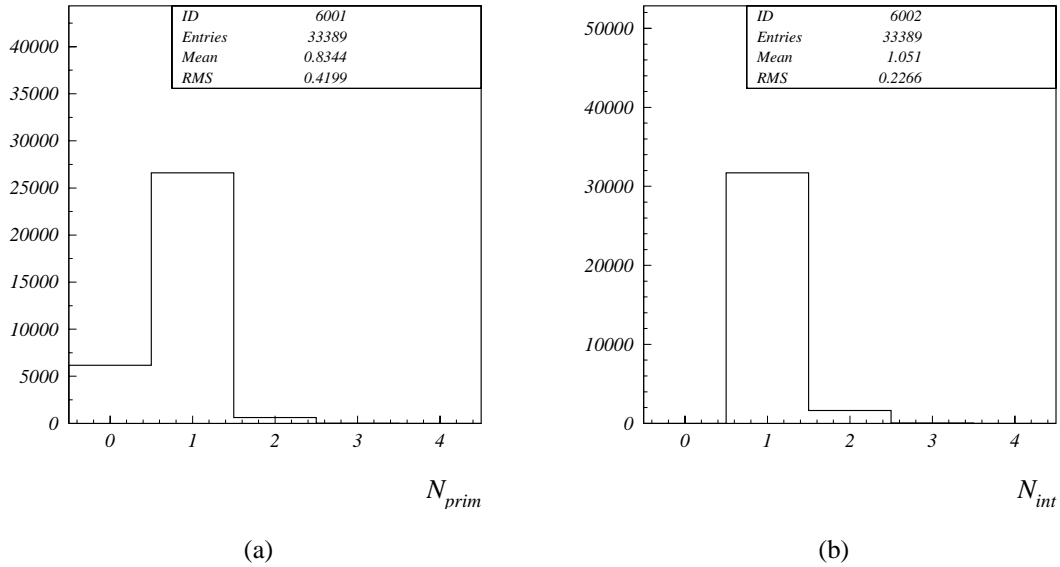 ID 6001
Entries 33389
Mean 0.8344
RMS 0.4199
40000
35000
30000
25000
20000
15000
10000
5000
0
0 1 2 3 4
N_prim
(a)
ID 6002
Entries 33389
Mean 1.051
RMS 0.2266
50000
40000
30000
20000
10000
0
0 1 2 3 4
N_int
(b)